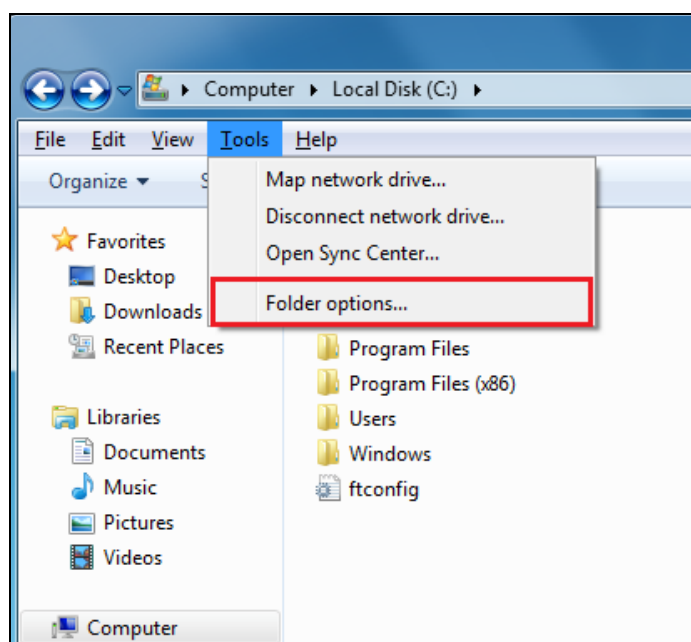 Computer ▸ Local Disk (C:) ▸
File Edit View Tools Help
Organize
Map network drive...
Disconnect network drive...
Open Sync Center...
Folder options...
Favorites
Desktop
Downloads
Recent Places
Libraries
Documents
Music
Pictures
Videos
Computer
Program Files
Program Files (x86)
Users
Windows
ftconfig